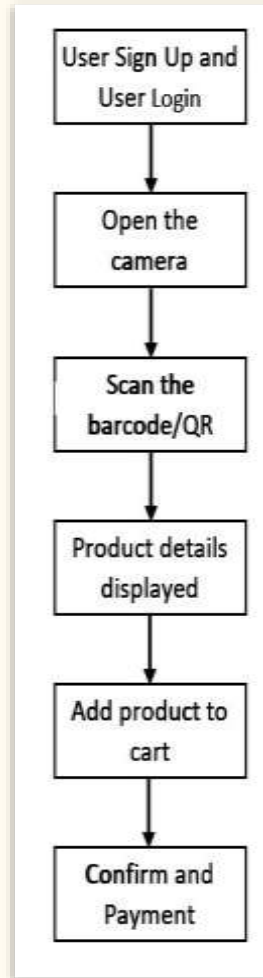 User Sign Up and
User Login
Open the
camera
Scan the
barcode/QR
Product details
displayed
Add product to
cart
Confirm and
Payment